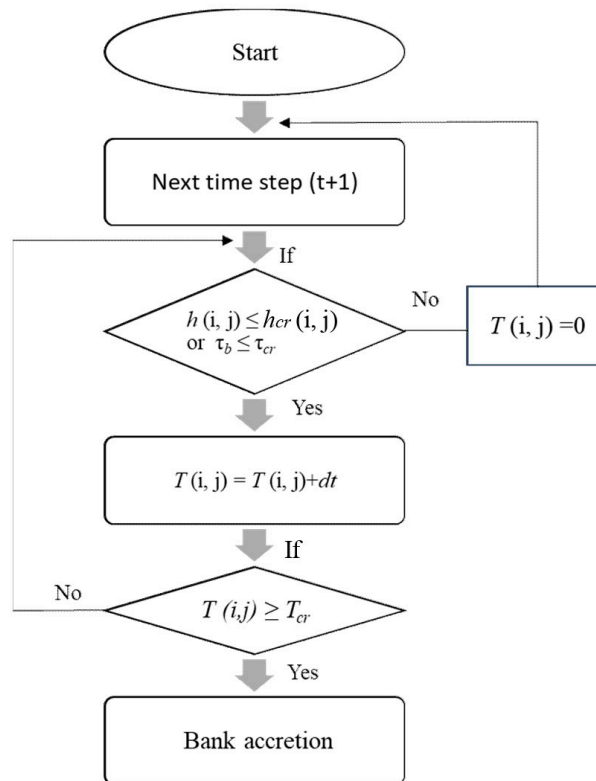 Start
Next time step (t+1)
If
h (i, j) ≤ hcr (i, j)
or τb ≤ τcr
No
T (i, j) =0
Yes
T (i, j) = T (i, j)+dt
If
No
T (i,j) ≥ Tcr
Yes
Bank accretion